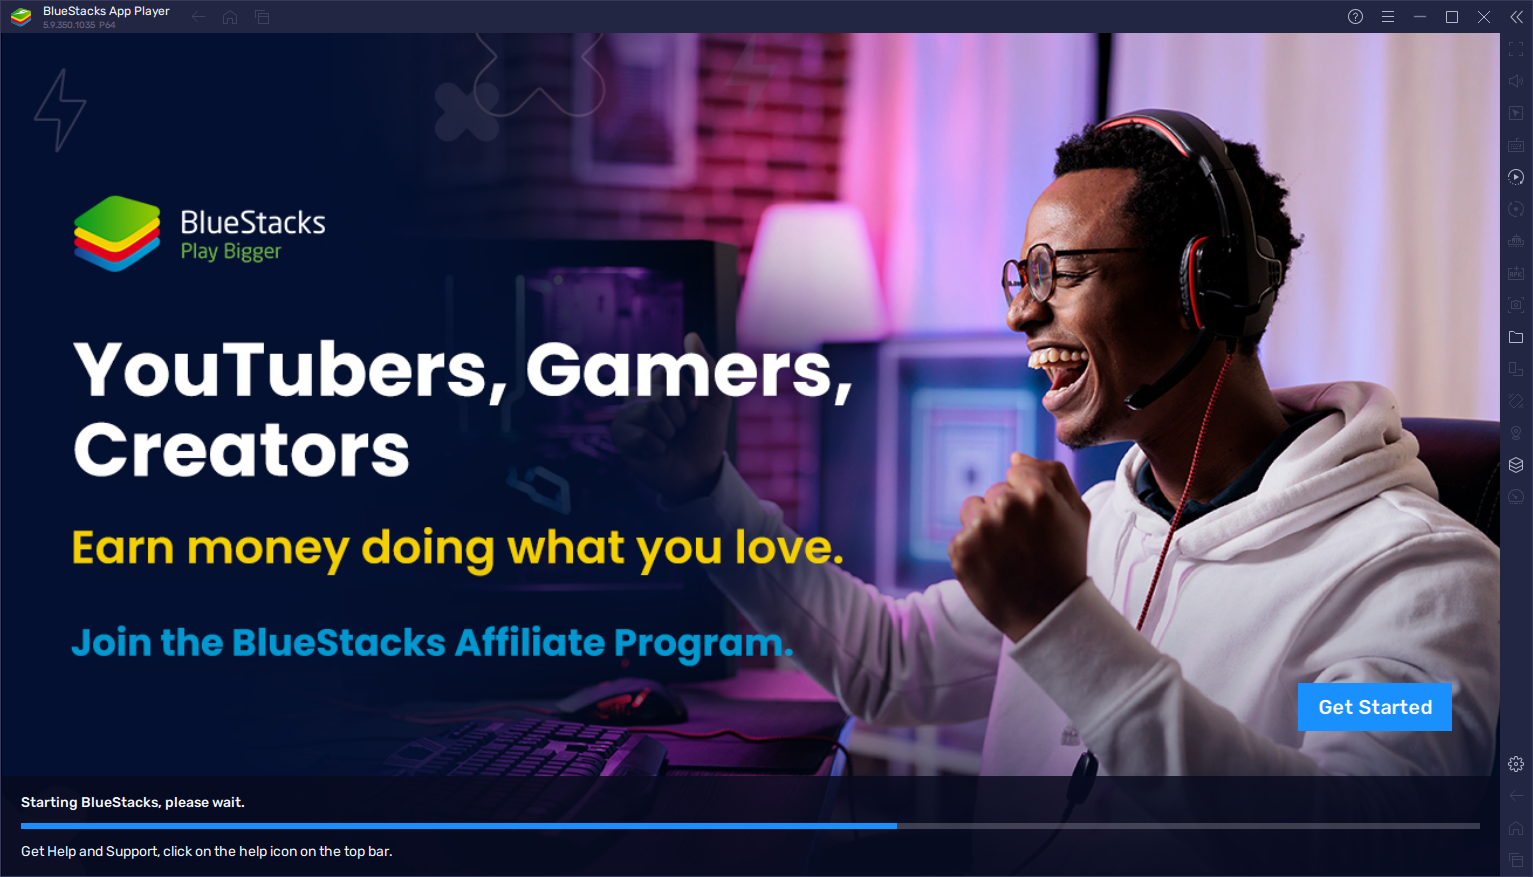 BlueStacks App Player
5.9.350.1035 P64
BlueStacks
Play Bigger
YouTubers, Gamers,
Creators
Earn money doing what you love.
Join the BlueStacks Affiliate Program.
Get Started
Starting BlueStacks, please wait.
Get Help and Support, click on the help icon on the top bar.